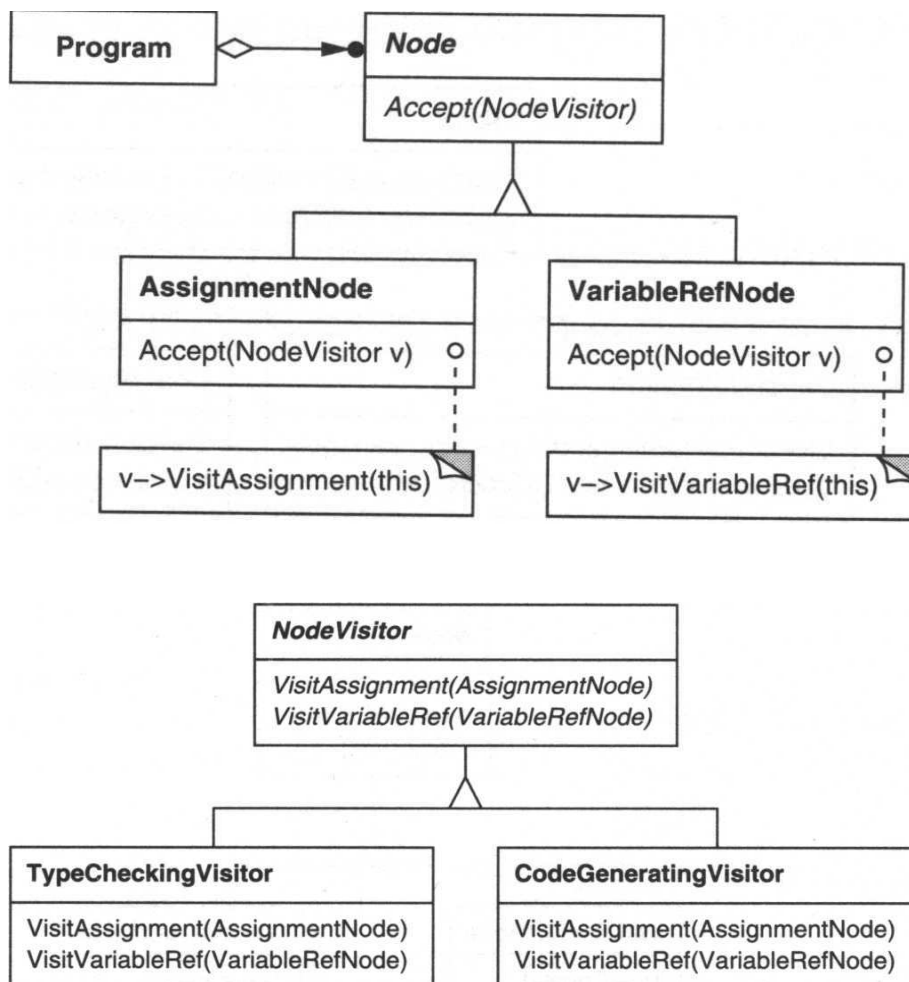 Program
Node
Accept(NodeVisitor)
AssignmentNode
Accept(NodeVisitor v)
VariableRefNode
Accept(NodeVisitor v)
v–>VisitAssignment(this)
v–>VisitVariableRef(this)
NodeVisitor
VisitAssignment(AssignmentNode)
VisitVariableRef(VariableRefNode)
TypeCheckingVisitor
VisitAssignment(AssignmentNode)
VisitVariableRef(VariableRefNode)
CodeGeneratingVisitor
VisitAssignment(AssignmentNode)
VisitVariableRef(VariableRefNode)